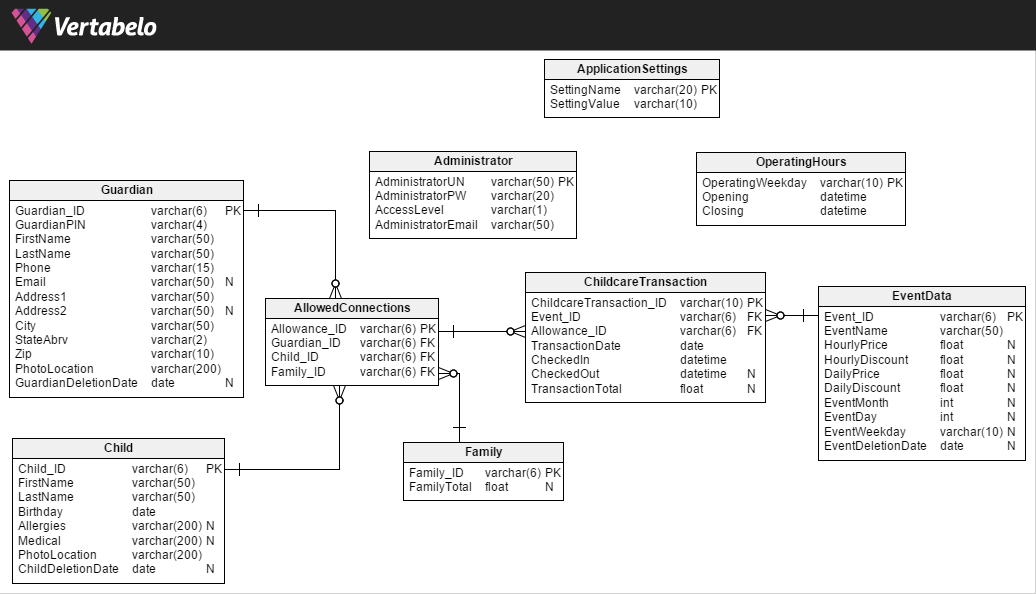 Vertabelo
ApplicationSettings
SettingName varchar(20) PK
SettingValue varchar(10)
Administrator
AdministratorUN varchar(50) PK
AdministratorPW varchar(20)
AccessLevel varchar(1)
AdministratorEmail varchar(50)
OperatingHours
OperatingWeekday varchar(10) PK
Opening datetime
Closing datetime
Guardian
Guardian_ID varchar(6) PK
GuardianPIN varchar(4)
FirstName varchar(50)
LastName varchar(50)
Phone varchar(15)
Email varchar(50) N
Address1 varchar(50)
Address2 varchar(50) N
City varchar(50)
StateAbrv varchar(2)
Zip varchar(10)
PhotoLocation varchar(200)
GuardianDeletionDate date N
AllowedConnections
Allowance_ID varchar(6) PK
Guardian_ID varchar(6) FK
Child_ID varchar(6) FK
Family_ID varchar(6) FK
ChildcareTransaction
ChildcareTransaction_ID varchar(10) PK
Event_ID varchar(6) FK
Allowance_ID varchar(6) FK
TransactionDate date
CheckedIn datetime
CheckedOut datetime N
TransactionTotal float N
EventData
Event_ID varchar(6) PK
EventName varchar(50)
HourlyPrice float N
HourlyDiscount float N
DailyPrice float N
DailyDiscount float N
EventMonth int N
EventDay int N
EventWeekday varchar(10) N
EventDeletionDate date N
Child
Child_ID varchar(6) PK
FirstName varchar(50)
LastName varchar(50)
Birthday date
Allergies varchar(200) N
Medical varchar(200) N
PhotoLocation varchar(200)
ChildDeletionDate date N
Family
Family_ID varchar(6) PK
FamilyTotal float N